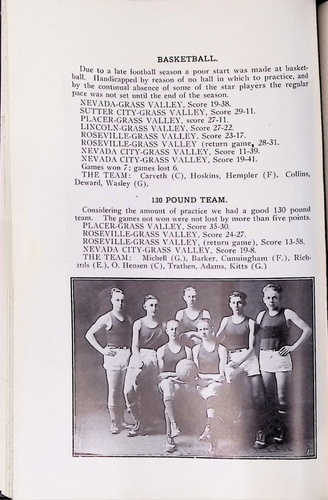 BASKETBALL.
Due to a late football season a poor start was made at basket-
ball. Handicapped by reason of no hall in which to practice, and
by the continual absence of some of the star players the regular
pace was not set until the end of the season.
NEVADA-GRASS VALLEY, Score 19-38.
SUTTER CITY-GRASS VALLEY, Score 29-11.
PLACER-GRASS VALLEY, score 27-11.
LINCOLN-GRASS VALLEY, Score 27-22.
ROSEVILLE-GRASS VALLEY, Score 23-17.
ROSEVILLE-GRASS VALLEY (return game, 28-31.
NEVADA CITY-GRASS VALLEY, Score 11-39.
NEVADA CITY-GRASS VALLEY, Score 19-41.
Games won 7; games lost 6.
THE TEAM: Carveth (C), Hoskins, Hempler (F). Collins,
Deward, Wasley (G).
130 POUND TEAM.
Considering the amount of practice we had a good 130 pound
team. The games not won were not lost by more than five points.
PLACER-GRASS VALLEY, Score 35-30.
ROSEVILLE-GRASS VALLEY, Score 24-27.
ROSEVILLE-GRASS VALLEY, (return game), Score 13-58.
NEVADA CITY-GRASS VALLEY, Score 19-8.
THE TEAM: Michell (G.), Barker, Cunningham (F.), Rich-
ards (E.), O. Hensen (C), Trathen, Adams, Kitts (G.)